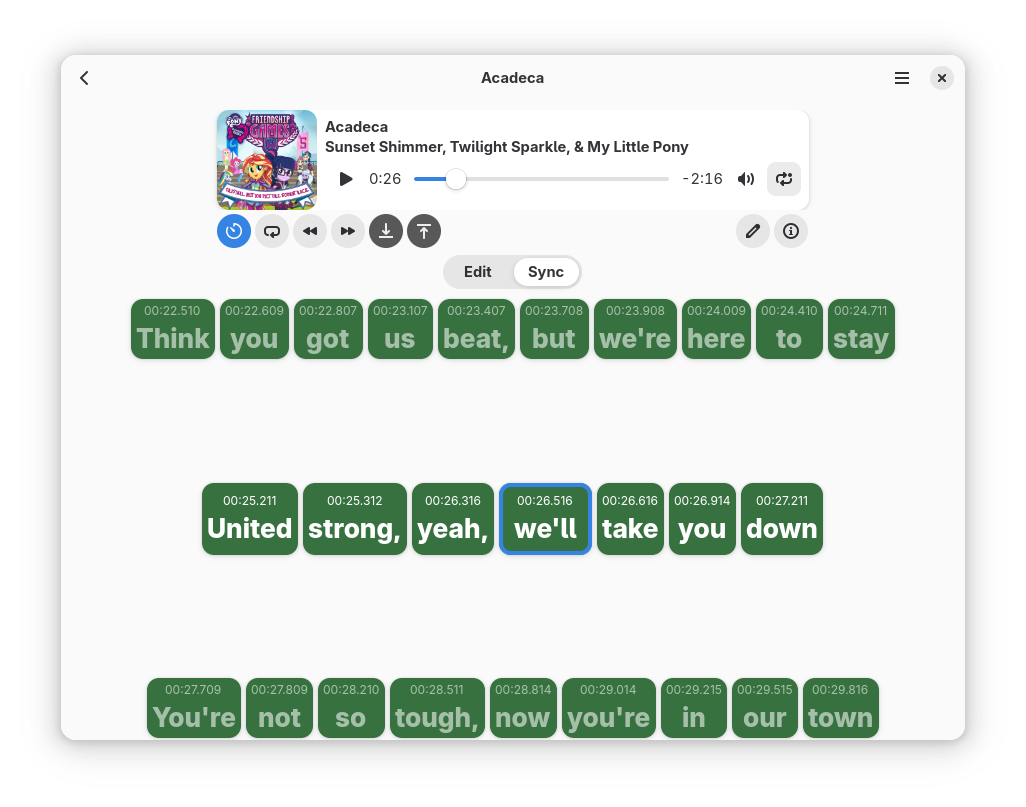 Acadeca
FRIENDSHIP
GAMES
Acadeca
Sunset Shimmer, Twilight Sparkle, & My Little Pony
0:26
-2:16
Edit
Sync
00:22.510 00:22.609 00:22.807 00:23.107 00:23.407 00:23.708 00:23.908 00:24.009 00:24.410 00:24.711
Think you got us beat, but we're here to stay
00:25.211 00:25.312 00:26.316 00:26.516 00:26.616 00:26.914 00:27.211
United strong, yeah, we'll take you down
00:27.709 00:27.809 00:28.210 00:28.511 00:28.814 00:29.014 00:29.215 00:29.515 00:29.816
You're not so tough, now you're in our town